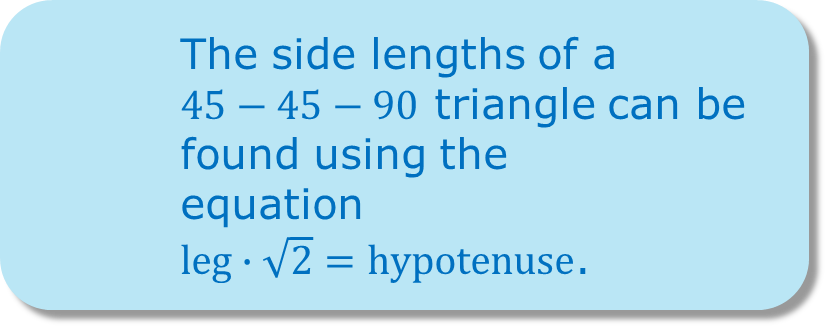 The side lengths of a
45 − 45 − 90 triangle can be
found using the
equation
leg · √2 = hypotenuse.